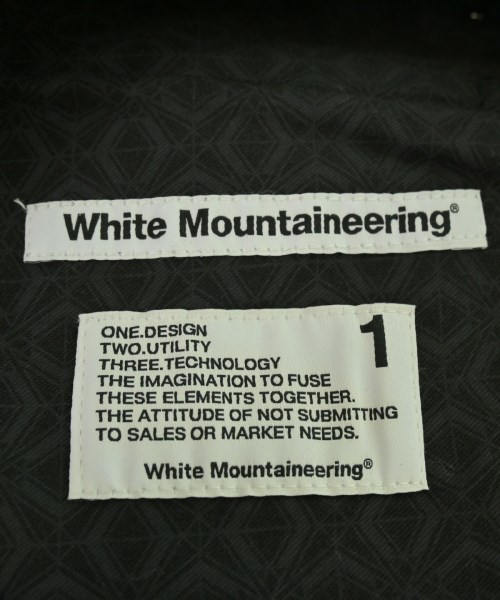 White Mountaineering®
1
ONE.DESIGN
TWO.UTILITY
THREE.TECHNOLOGY
THE IMAGINATION TO FUSE
THESE ELEMENTS TOGETHER.
THE ATTITUDE OF NOT SUBMITTING
TO SALES OR MARKET NEEDS.
White Mountaineering®